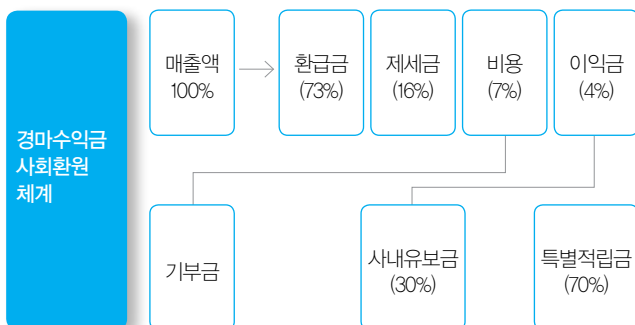 경마수익금
사회환원
체계
매출액
100%
환급금
(73%)
제세금
(16%)
비용
(7%)
이익금
(4%)
기부금
사내유보금
(30%)
특별적립금
(70%)